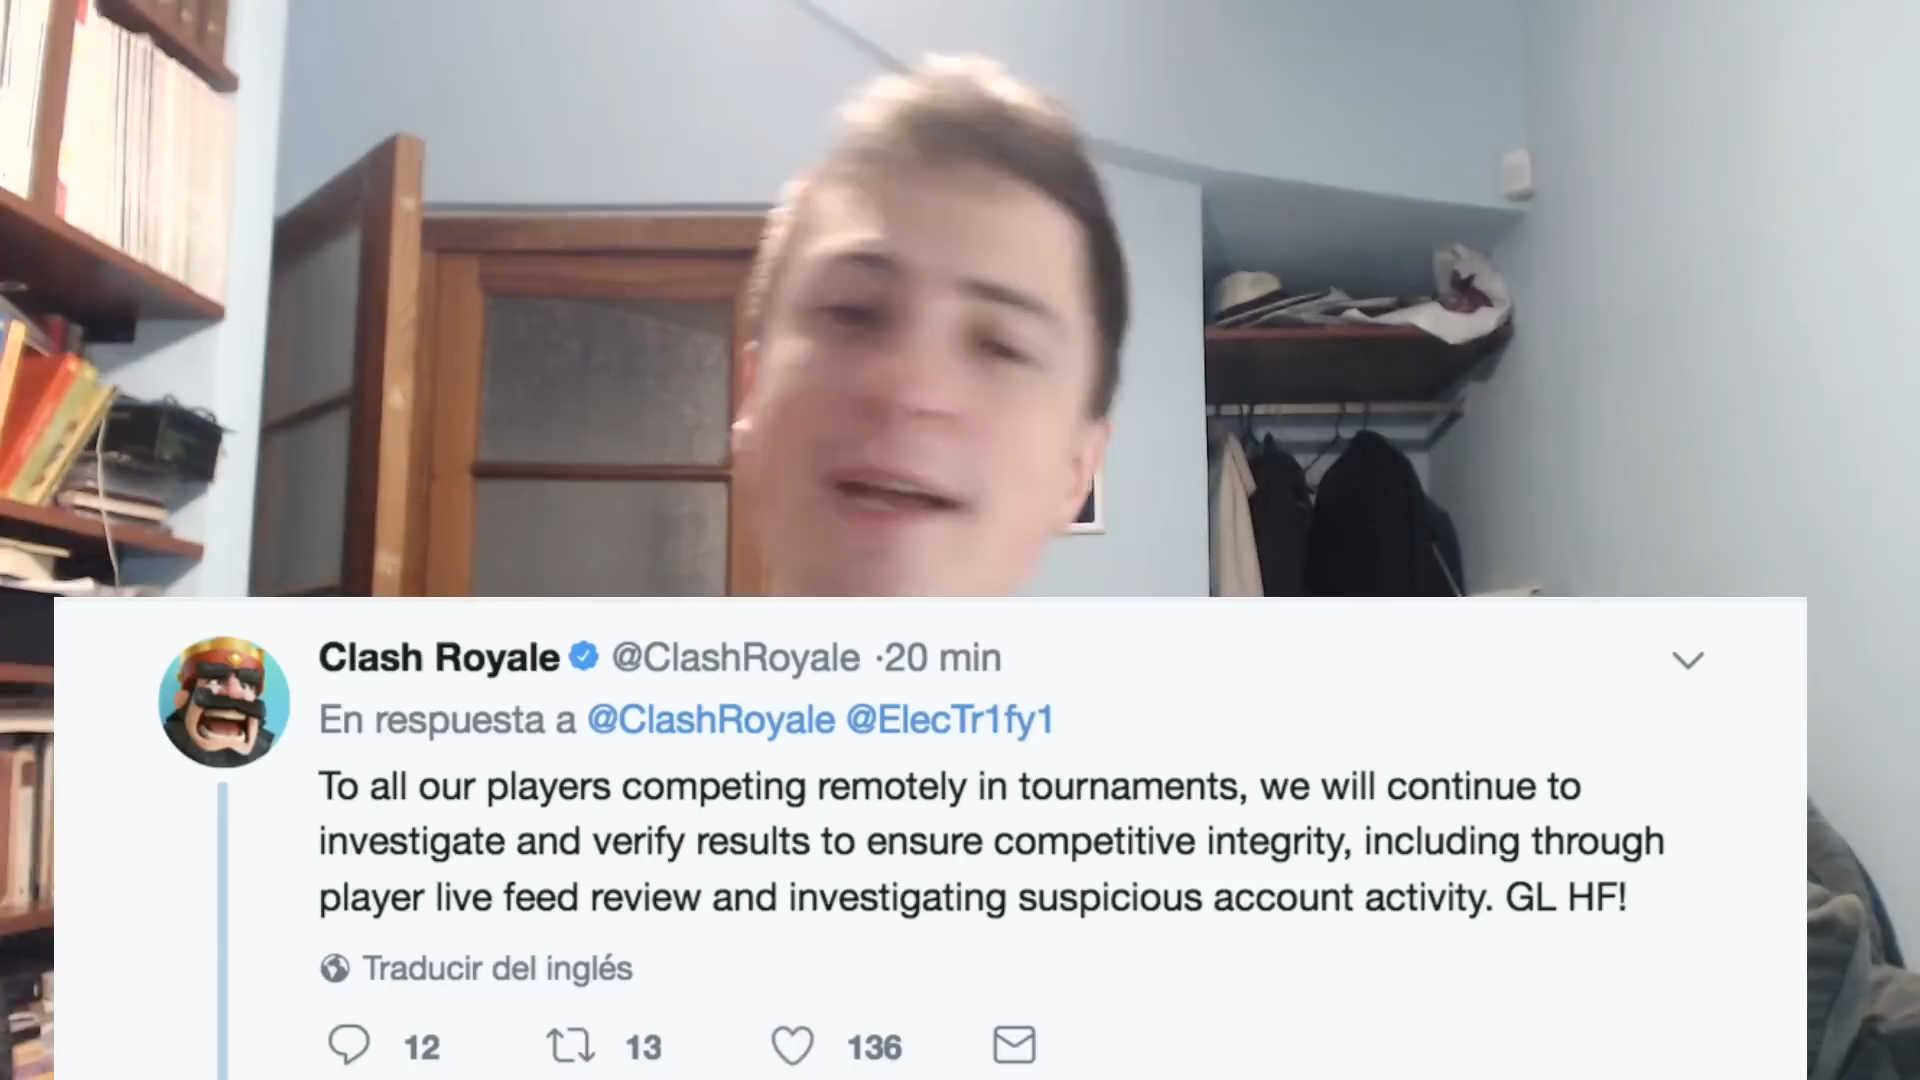 Clash Royale @ClashRoyale ·20 min
En respuesta a @ClashRoyale @ElecTr1fy1
To all our players competing remotely in tournaments, we will continue to
investigate and verify results to ensure competitive integrity, including through
player live feed review and investigating suspicious account activity. GL HF!
Traducir del inglés
12 13 136